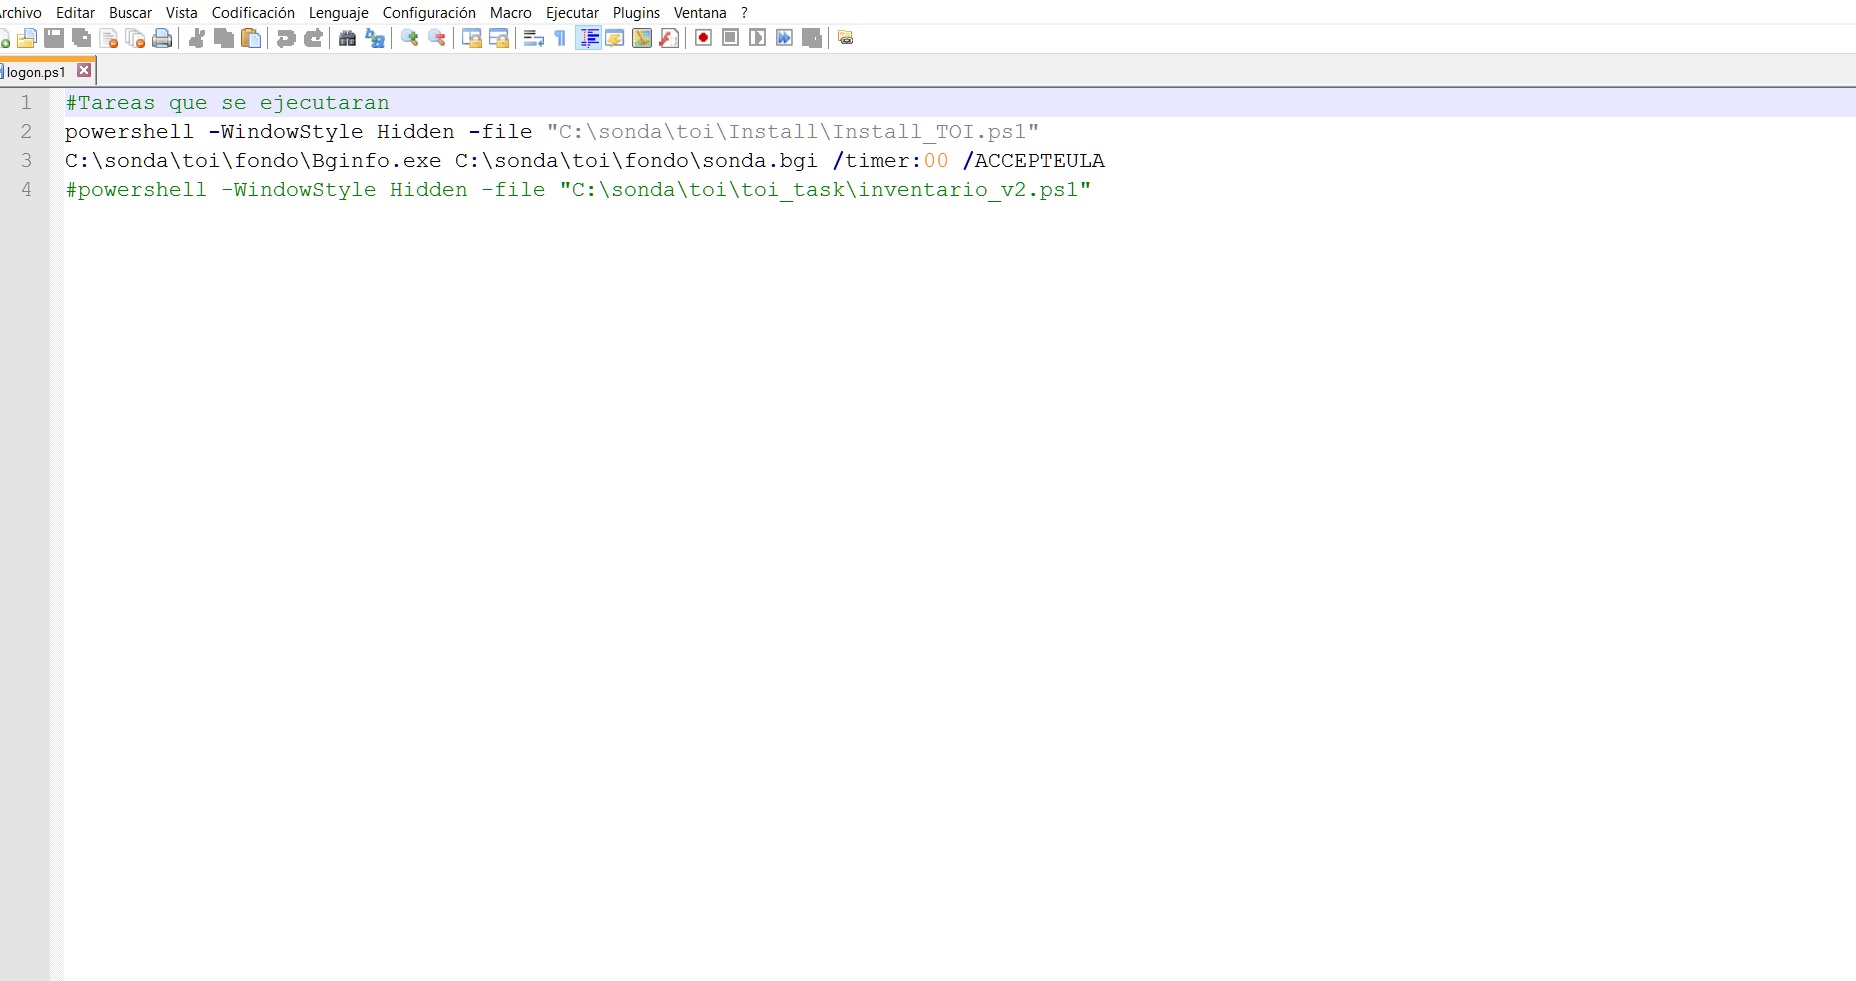 rchivo Editar Buscar Vista Codificación Lenguaje Configuración Macro Ejecutar Plugins Ventana ?
logon.ps1
1 #Tareas que se ejecutaran
2 powershell -WindowStyle Hidden -file "C:\sonda\toi\Install\Install_TOI.ps1"
3 C:\sonda\toi\fondo\Bginfo.exe C:\sonda\toi\fondo\sonda.bgi /timer:00 /ACCEPTEULA
4 #powershell -WindowStyle Hidden -file "C:\sonda\toi\toi_task\inventario_v2.ps1"